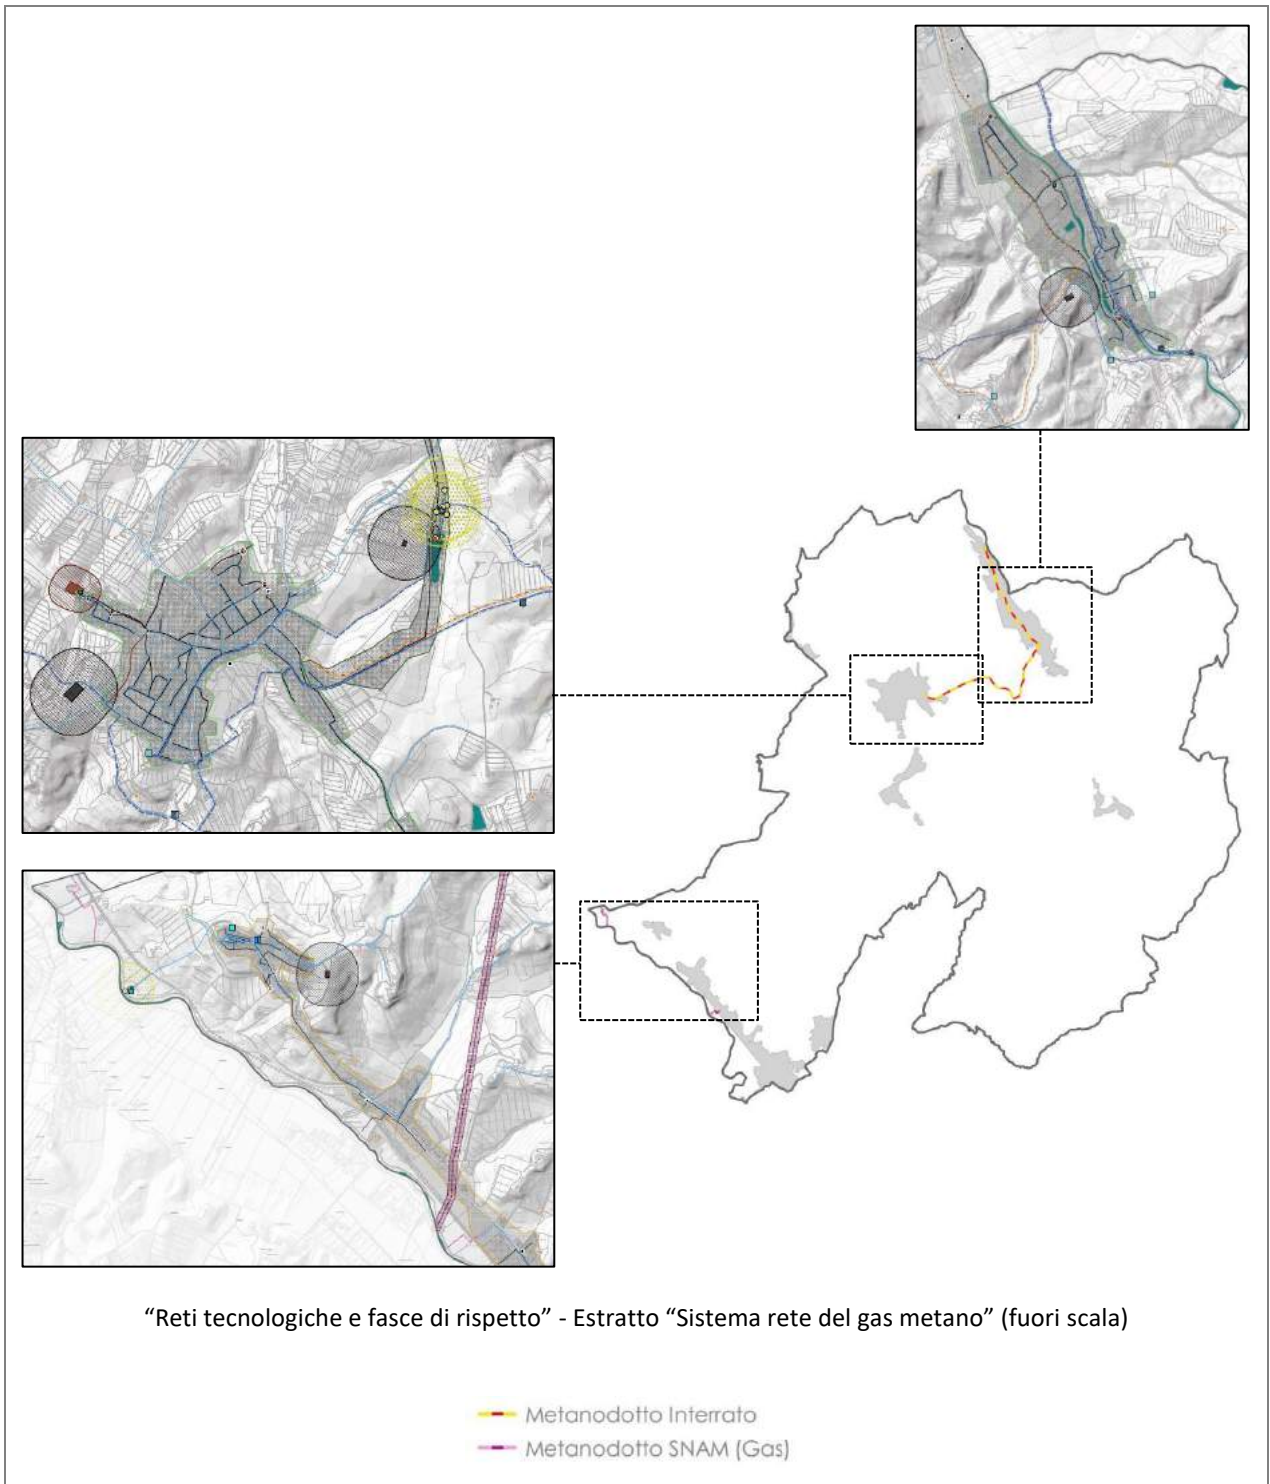 “Reti tecnologiche e fasce di rispetto” - Estratto “Sistema rete del gas metano” (fuori scala)
Metanodotto Interrato
Metanodotto SNAM (Gas)